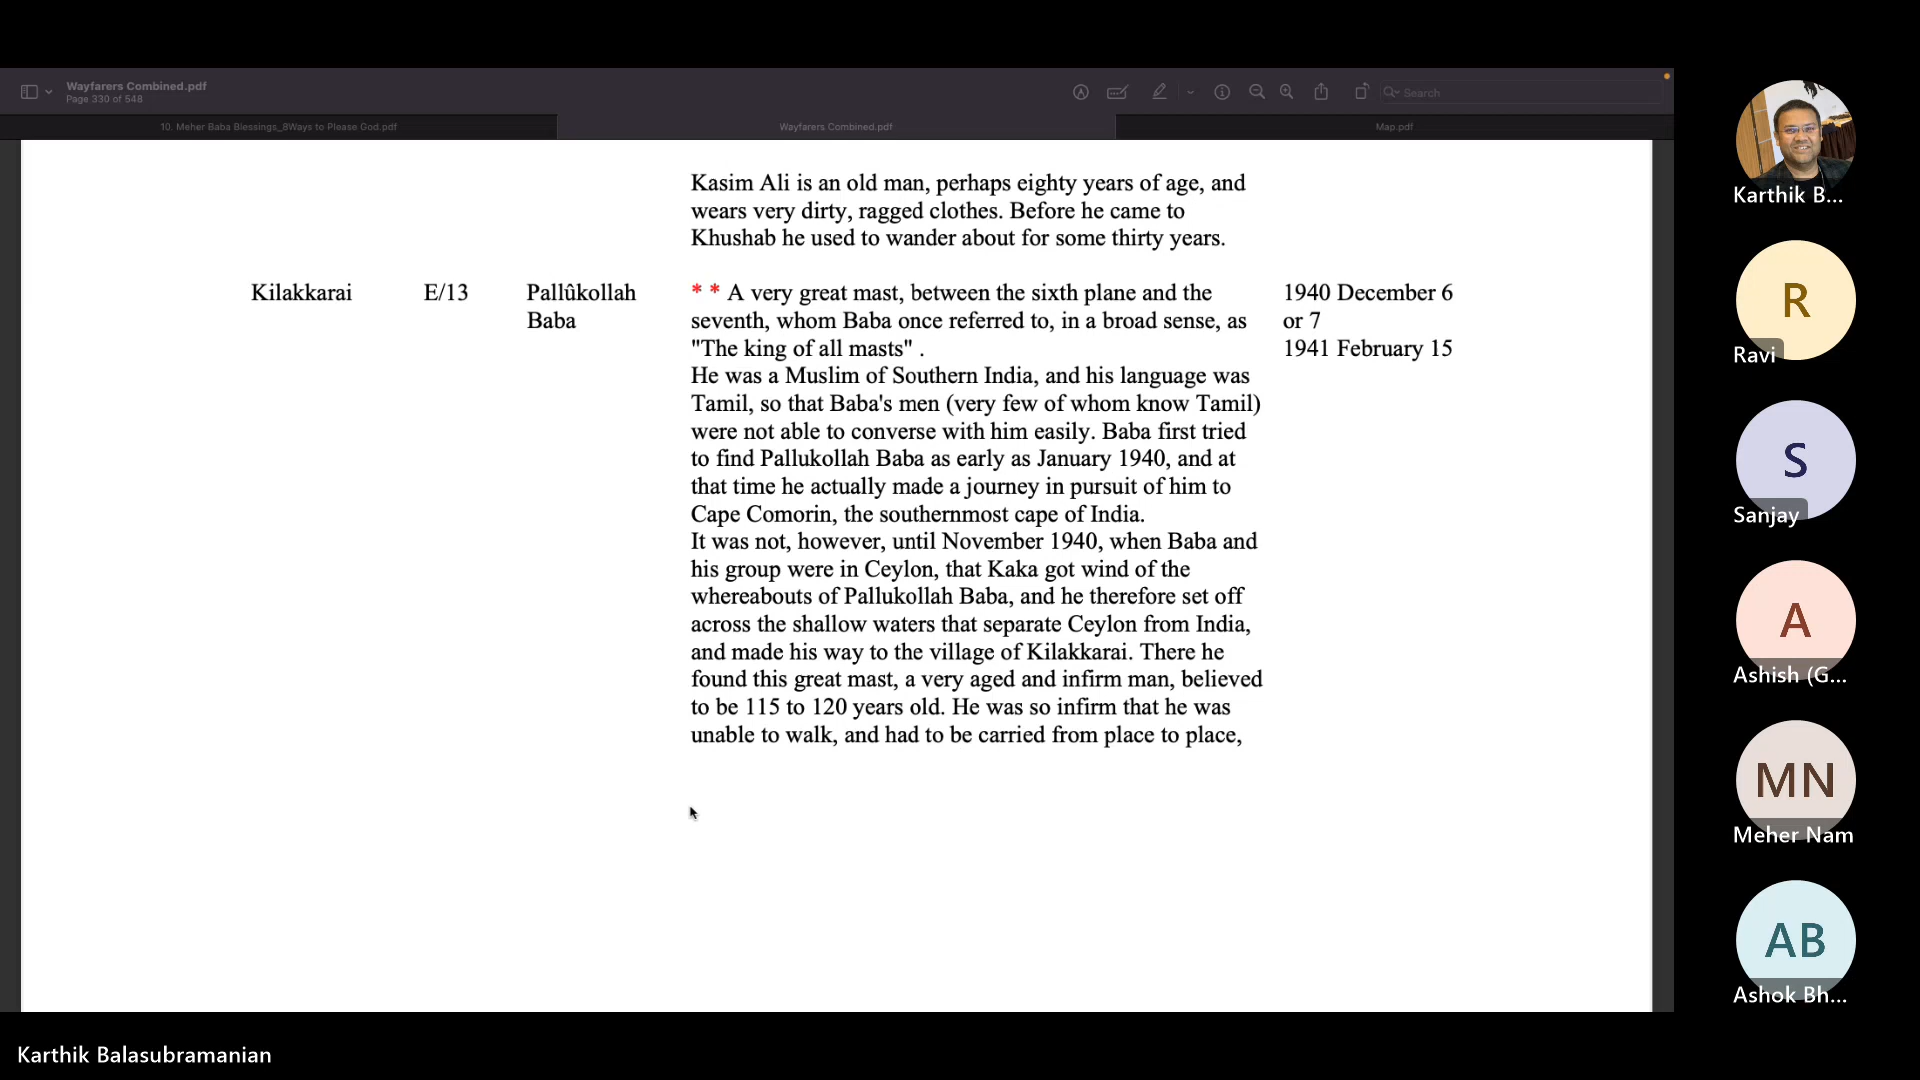 Wayfarers Combined.pdf
Page 330 of 548
Search
10. Meher Baba Blessings_8Ways to Please God.pdf
Wayfarers Combined.pdf
Map.pdf
Kasim Ali is an old man, perhaps eighty years of age, and
wears very dirty, ragged clothes. Before he came to
Khushab he used to wander about for some thirty years.
Kilakkarai E/13 Pallûkollah * * A very great mast, between the sixth plane and the 1940 December 6
Baba seventh, whom Baba once referred to, in a broad sense, as or 7
"The king of all masts" . 1941 February 15
He was a Muslim of Southern India, and his language was
Tamil, so that Baba's men (very few of whom know Tamil)
were not able to converse with him easily. Baba first tried
to find Pallukollah Baba as early as January 1940, and at
that time he actually made a journey in pursuit of him to
Cape Comorin, the southernmost cape of India.
It was not, however, until November 1940, when Baba and
his group were in Ceylon, that Kaka got wind of the
whereabouts of Pallukollah Baba, and he therefore set off
across the shallow waters that separate Ceylon from India,
and made his way to the village of Kilakkarai. There he
found this great mast, a very aged and infirm man, believed
to be 115 to 120 years old. He was so infirm that he was
unable to walk, and had to be carried from place to place,
Karthik B...
R
Ravi
S
Sanjay
A
Ashish (G...
MN
Meher Nam
AB
Ashok Bh...
Karthik Balasubramanian